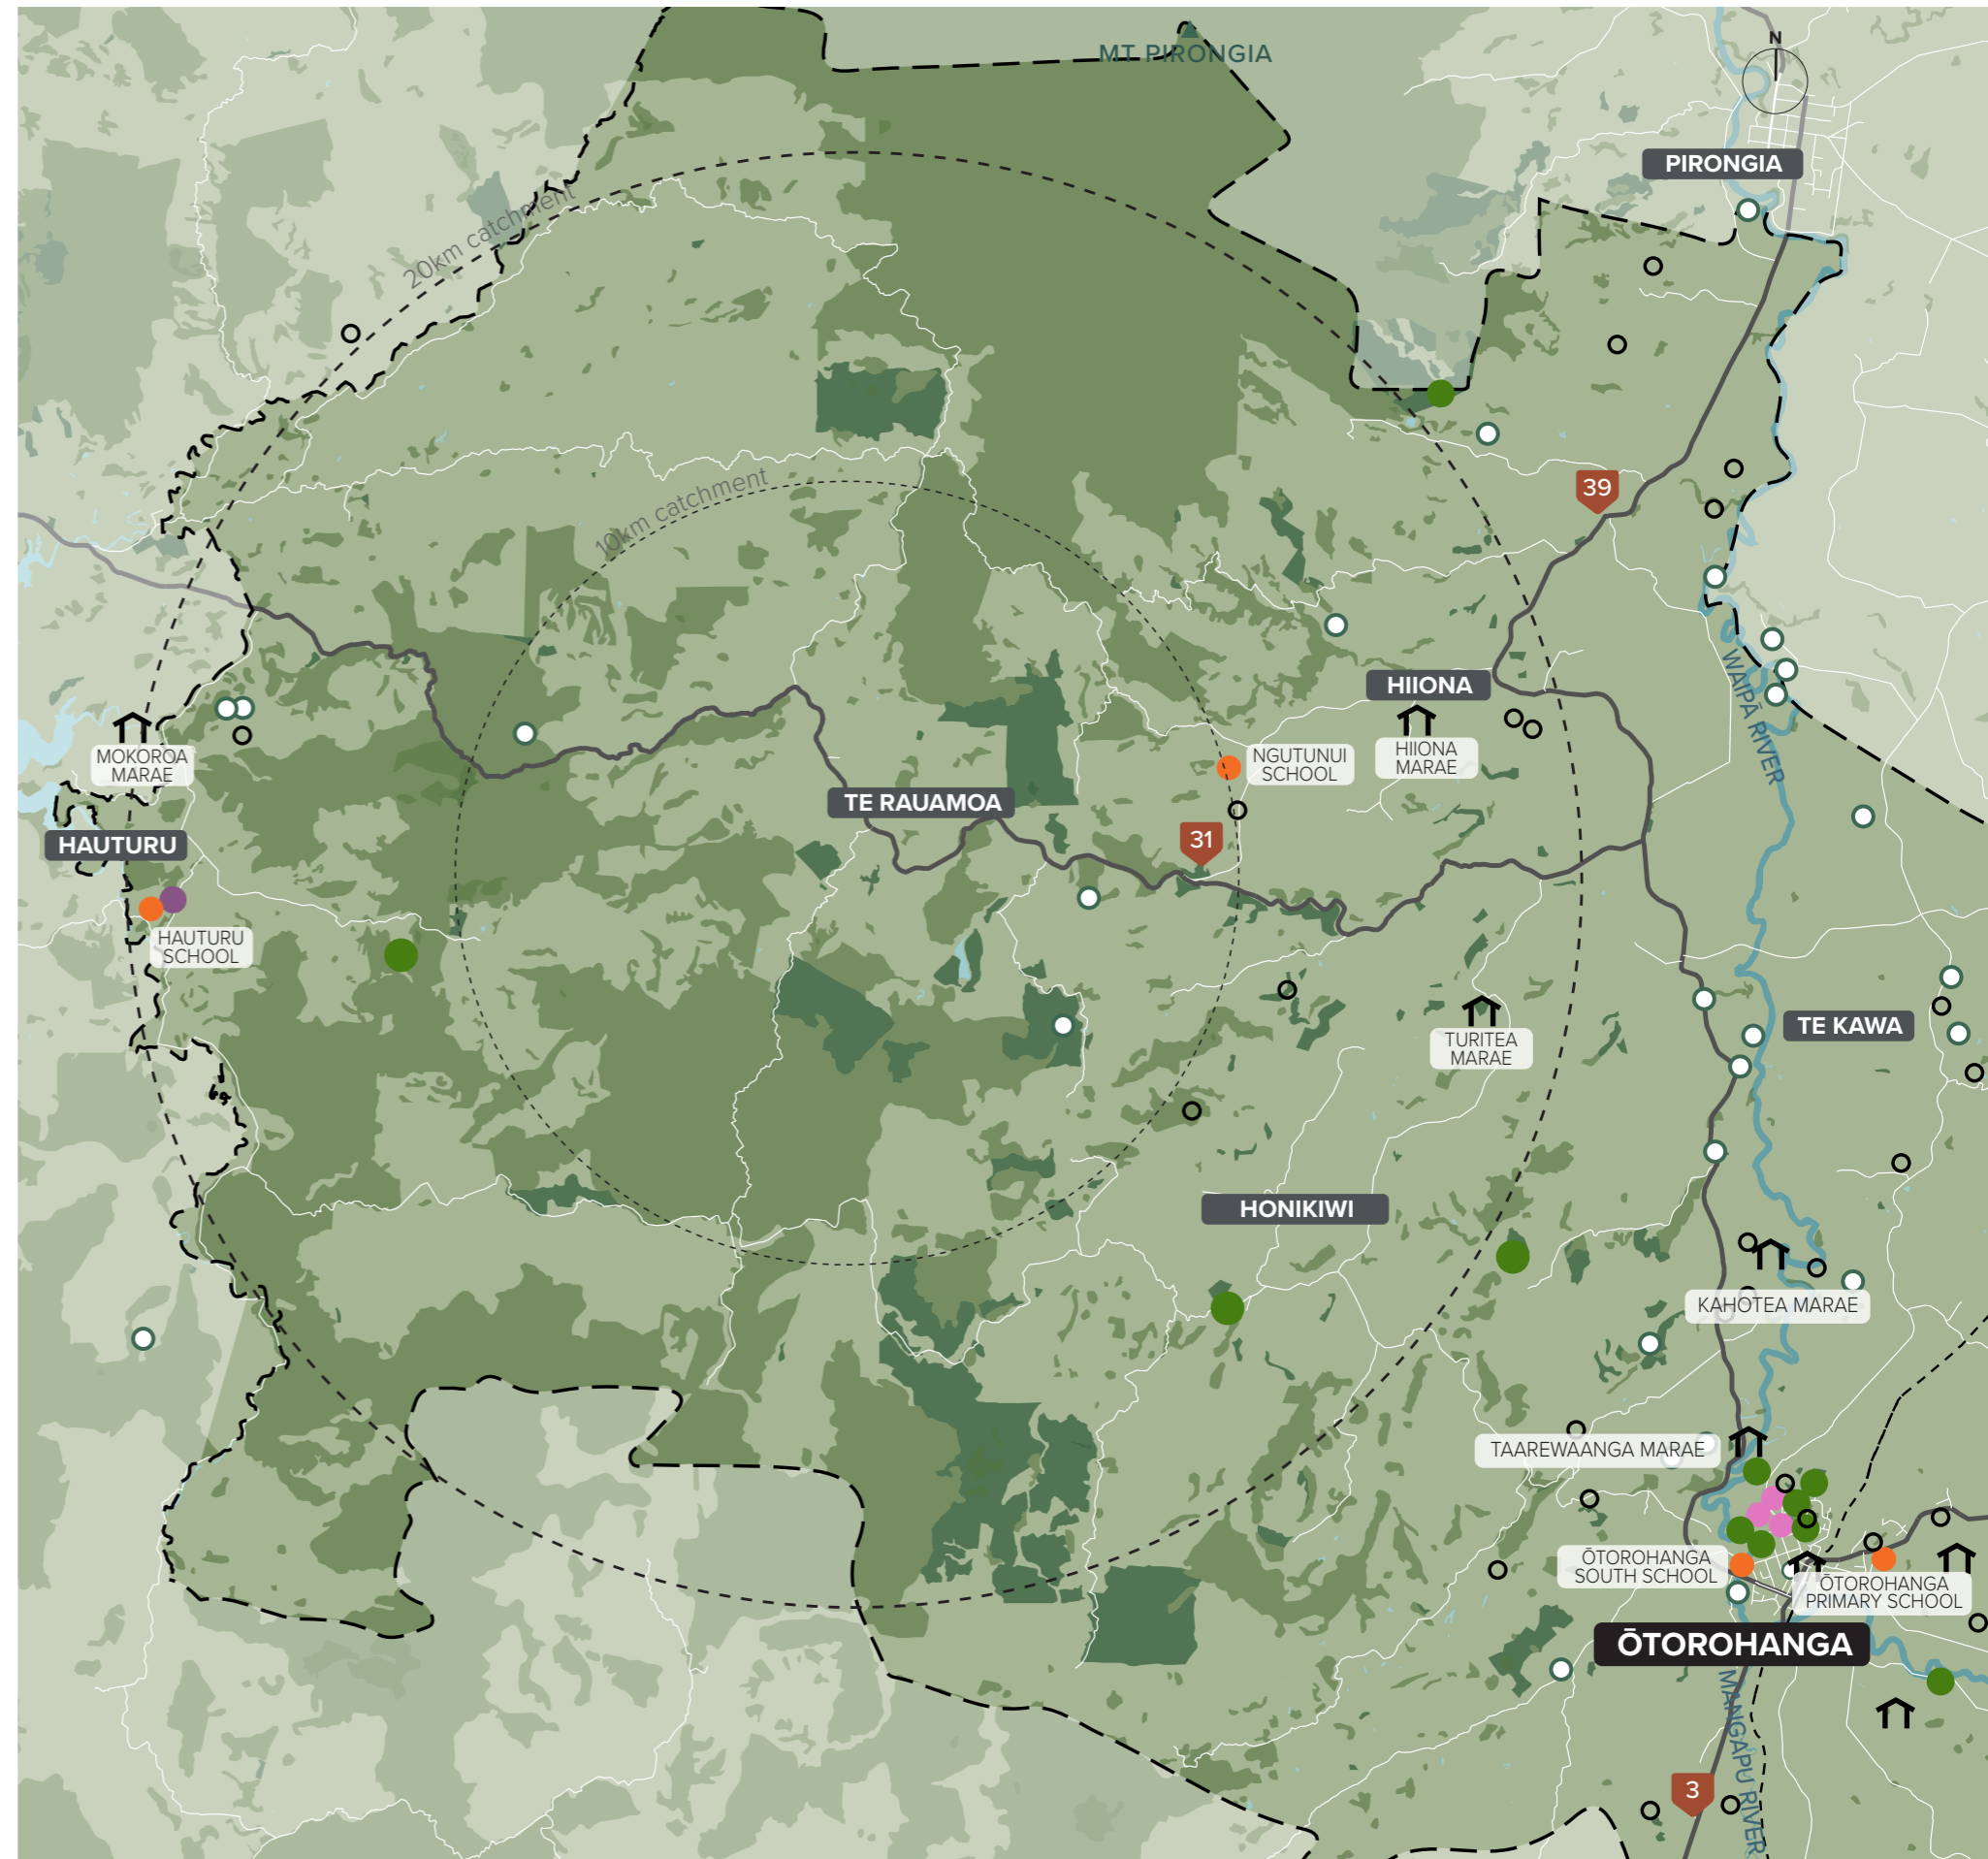 MT PIRONGIA
N
PIRONGIA
20km catchment
10km catchment
39
WAIPĀ RIVER
HIIONA
HIIONA
MARAE
NGUTUNUI
SCHOOL
MOKOROA
MARAE
TE RAUAMOA
31
HAUTURU
HAUTURU
SCHOOL
TE KAWA
TURITEA
MARAE
HONIKIWI
KAHOTEA MARAE
TAAREWAANGA MARAE
ŌTOROHANGA
SOUTH SCHOOL
ŌTOROHANGA
PRIMARY SCHOOL
ŌTOROHANGA
MANGAPU RIVER
3